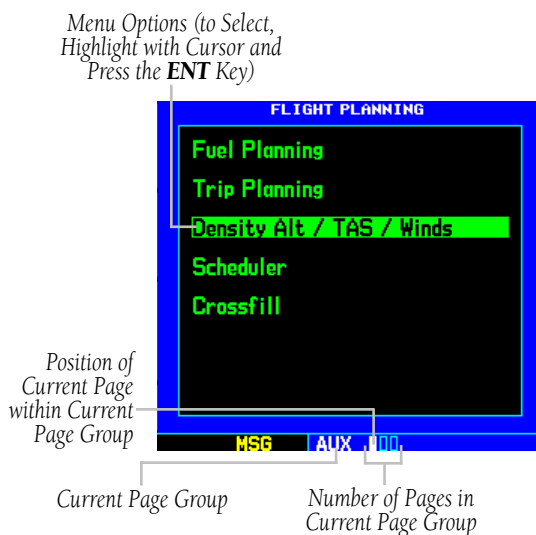 Menu Options (to Select,
Highlight with Cursor and
Press the ENT Key)
FLIGHT PLANNING
Fuel Planning
Trip Planning
Density Alt / TAS / Winds
Scheduler
Crossfill
Position of
Current Page
within Current
Page Group
MSG
AUX
Current Page Group
Number of Pages in
Current Page Group